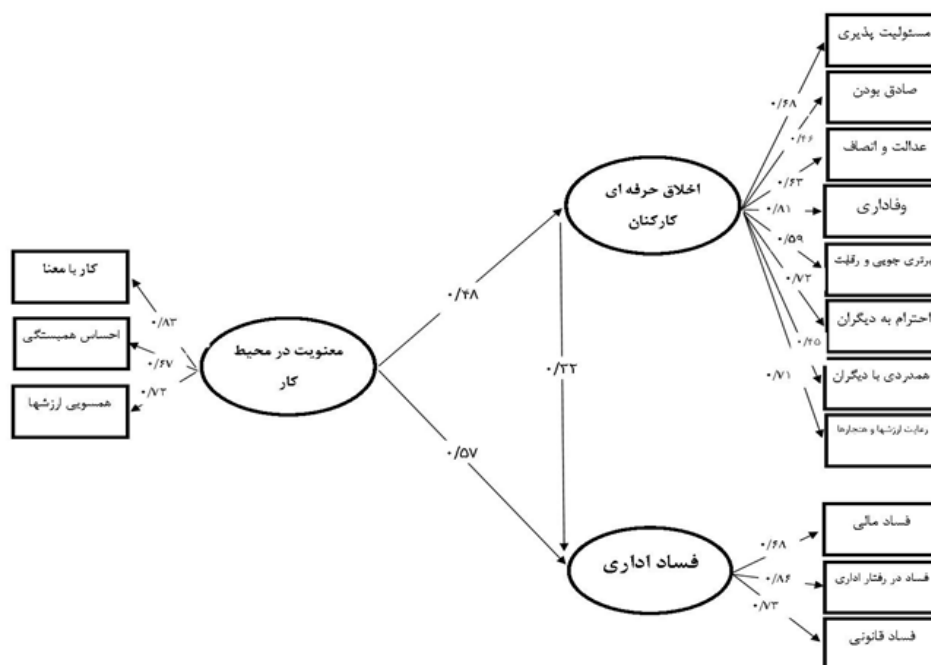 مسئولیت پذیری
۰/۶۸
صادق بودن
۰/۴۶
عدالت و انصاف
۰/۶۳
اخلاق حرفه ای
کارکنان
وفاداری
۰/۸۱
۰/۵۹
برتری جویی و رقابت
۰/۷۳
احترام به دیگران
۰/۴۵
همدردی با دیگران
۰/۷۱
رعایت ارزشها و هنجارها
کار با معنا
۰/۸۳
احساس همبستگی
۰/۶۷
همسویی ارزشها
۰/۷۳
معنویت در محیط
کار
۰/۴۸
۰/۳۲
۰/۵۷
فساد اداری
فساد مالی
۰/۶۸
فساد در رفتار اداری
۰/۸۶
فساد قانونی
۰/۷۳